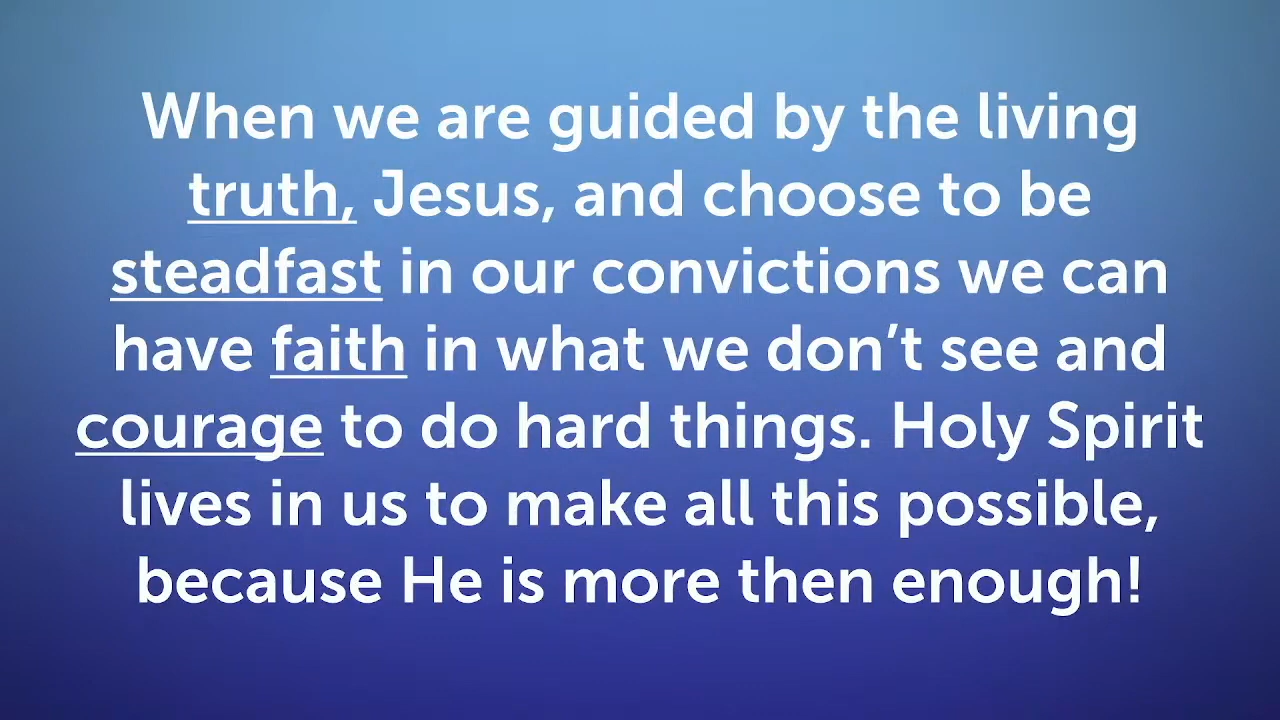 When we are guided by the living
truth, Jesus, and choose to be
steadfast in our convictions we can
have faith in what we don’t see and
courage to do hard things. Holy Spirit
lives in us to make all this possible,
because He is more then enough!